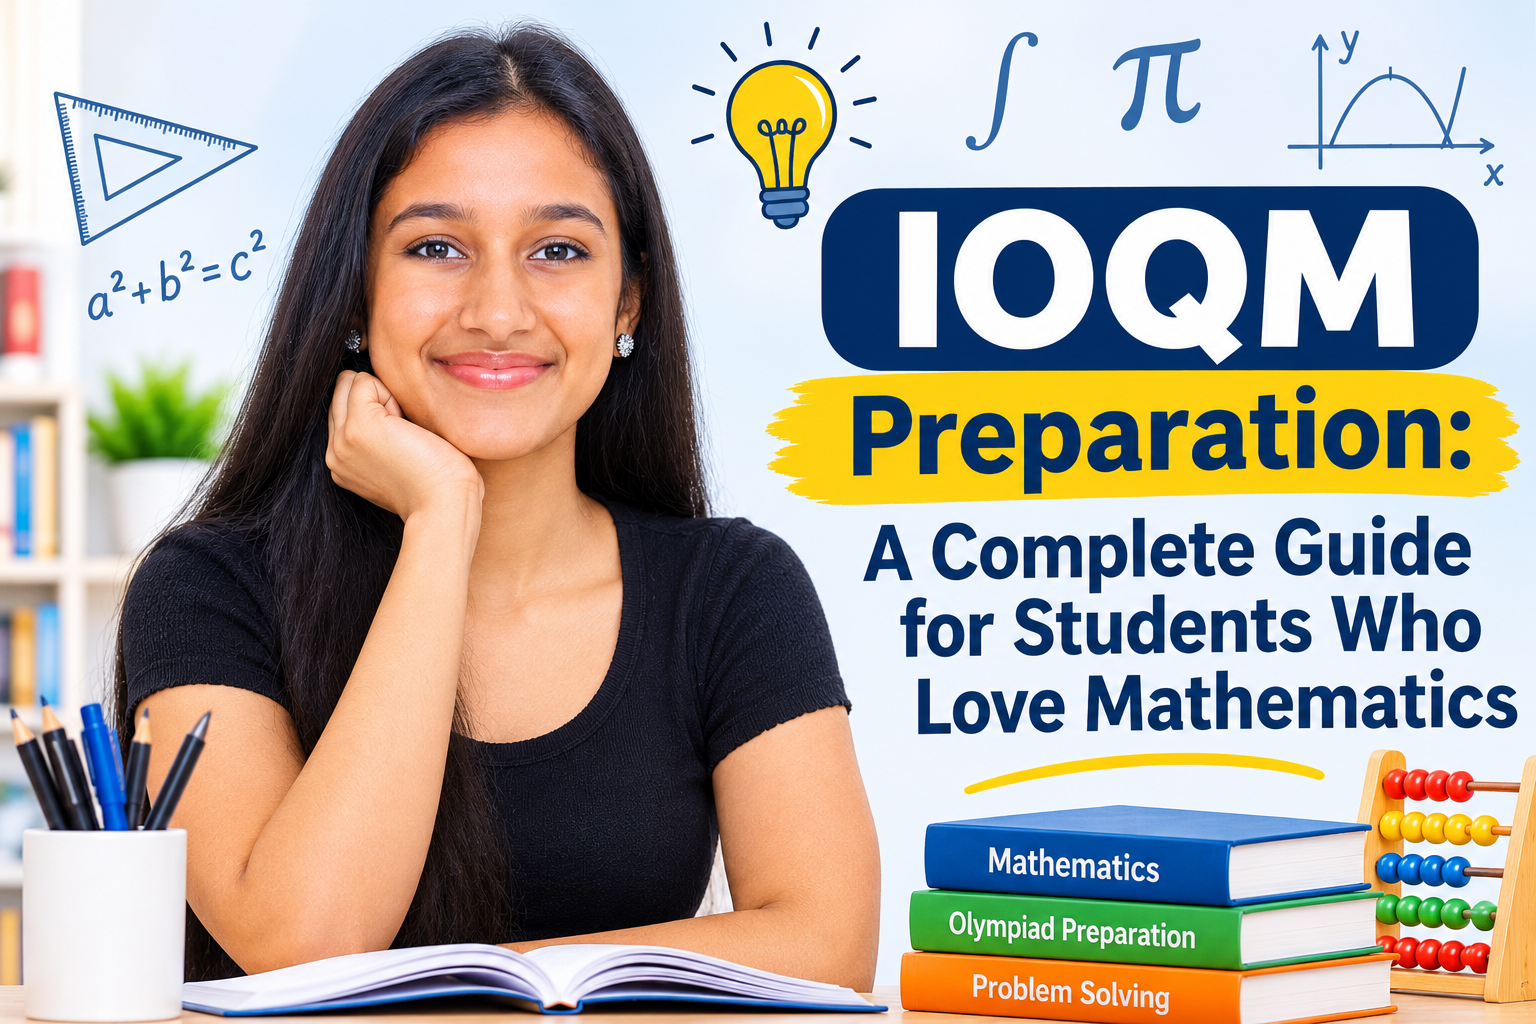 a² + b² = c²
∫ π
y
x
IOQM
Preparation:
A Complete Guide
for Students Who
Love Mathematics
Mathematics
Olympiad Preparation
Problem Solving